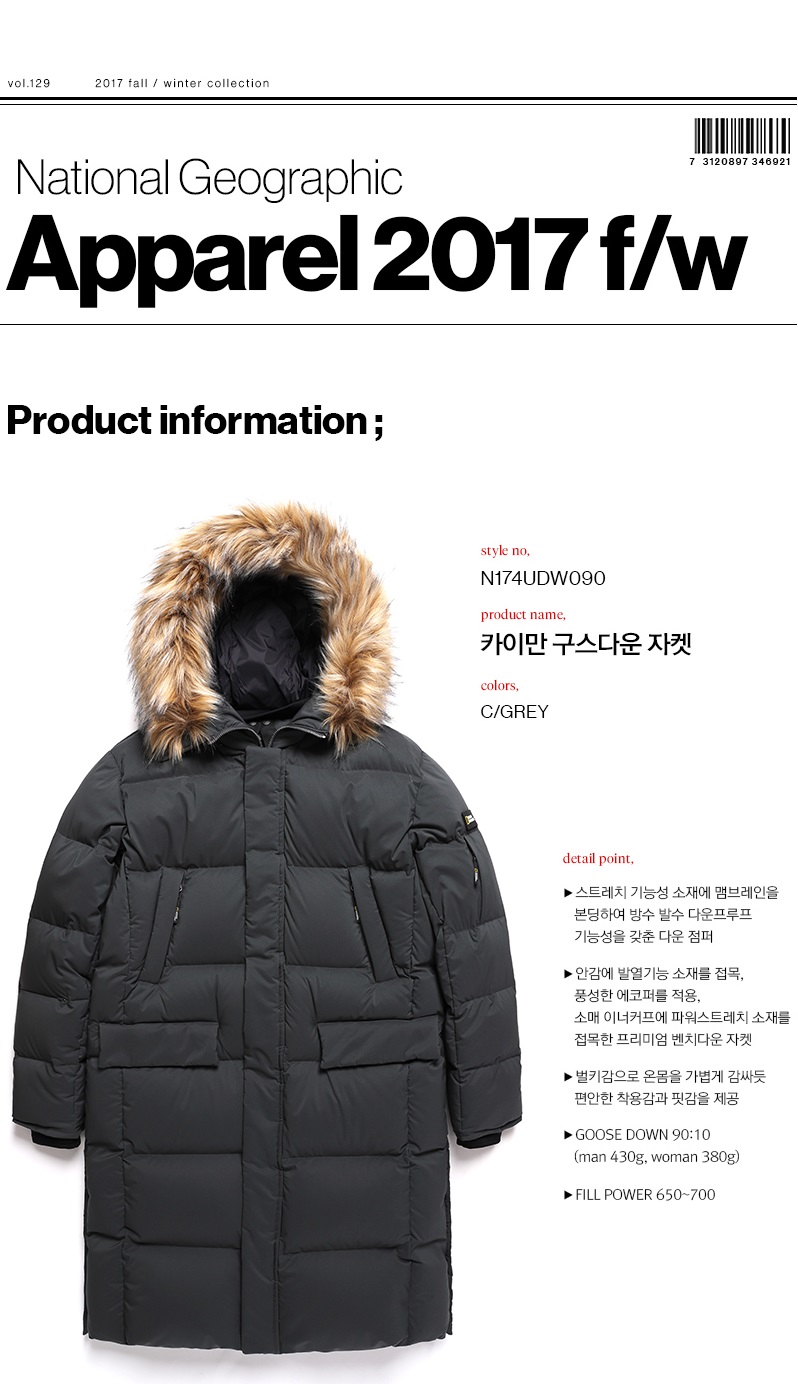 vol.129 2017 fall / winter collection
7 3120897 346921
National Geographic
Apparel 2017 f/w
Product information ;
style no,
N174UDW090
product name,
카이만 구스다운 자켓
colors,
C/GREY
detail point,
▶스트레치 기능성 소재에 맴브레인을
본딩하여 방수 발수 다운프루프
기능성을 갖춘 다운 점퍼
▶안감에 발열기능 소재를 접목,
풍성한 에코퍼를 적용,
소매 이너커프에 파워스트레치 소재를
접목한 프리미엄 벤치다운 자켓
▶벌키감으로 온몸을 가볍게 감싸듯
편안한 착용감과 핏감을 제공
▶GOOSE DOWN 90:10
(man 430g, woman 380g)
▶FILL POWER 650~700